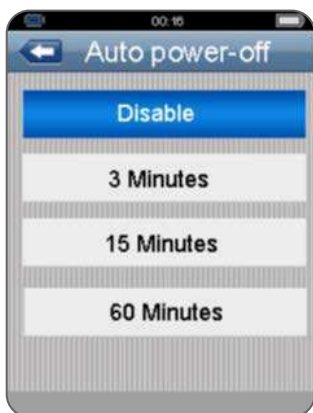 00:16
Auto power-off
Disable
3 Minutes
15 Minutes
60 Minutes